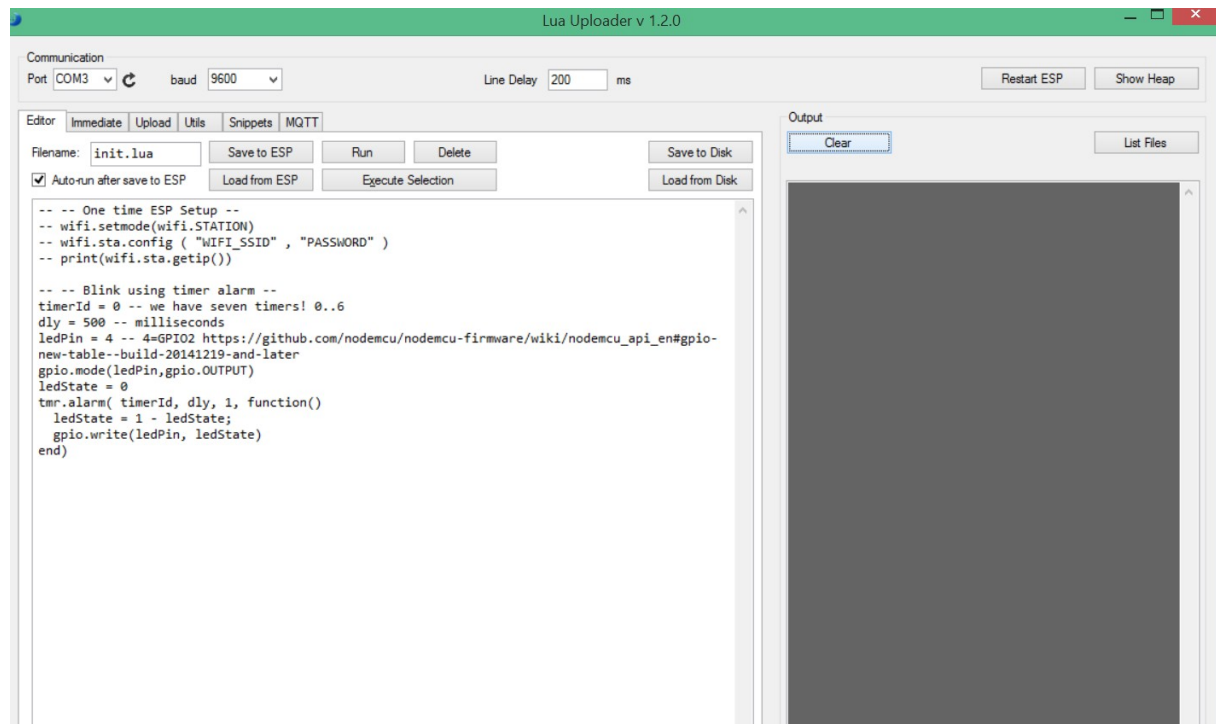 Lua Uploader v 1.2.0
Communication
Port COM3 baud 9600 Line Delay 200 ms Restart ESP Show Heap
Editor Immediate Upload Utils Snippets MQTT
Output
Clear List Files
Filename: init.lua Save to ESP Run Delete Save to Disk
Auto-run after save to ESP Load from ESP Execute Selection Load from Disk
-- -- One time ESP Setup --
-- wifi.setmode(wifi.STATION)
-- wifi.sta.config ( "WIFI_SSID" , "PASSWORD" )
-- print(wifi.sta.getip())
-- -- Blink using timer alarm --
timerId = 0 -- we have seven timers! 0..6
dly = 500 -- milliseconds
ledPin = 4 -- 4=GPIO2 https://github.com/nodemcu/nodemcu-firmware/wiki/nodemcu_api_en#gpio-
new-table--build-20141219-and-later
gpio.mode(ledPin,gpio.OUTPUT)
ledState = 0
tmr.alarm( timerId, dly, 1, function()
  ledState = 1 - ledState;
  gpio.write(ledPin, ledState)
end)